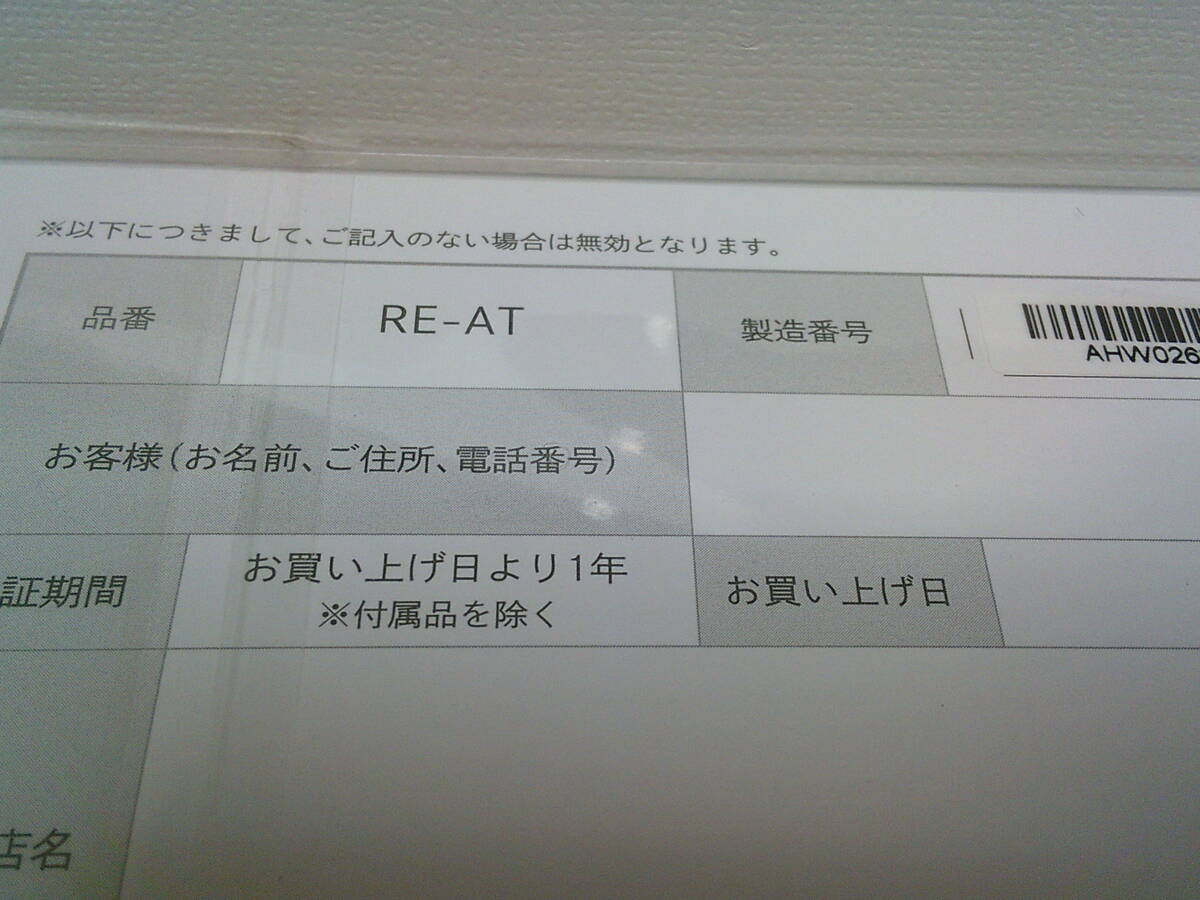 ※以下につきまして、ご記入のない場合は無効となります。
品番
RE-AT
製造番号
AHW026
お客様(お名前、ご住所、電話番号)
証期間
お買い上げ日より1年
※付属品を除く
お買い上げ日
店名